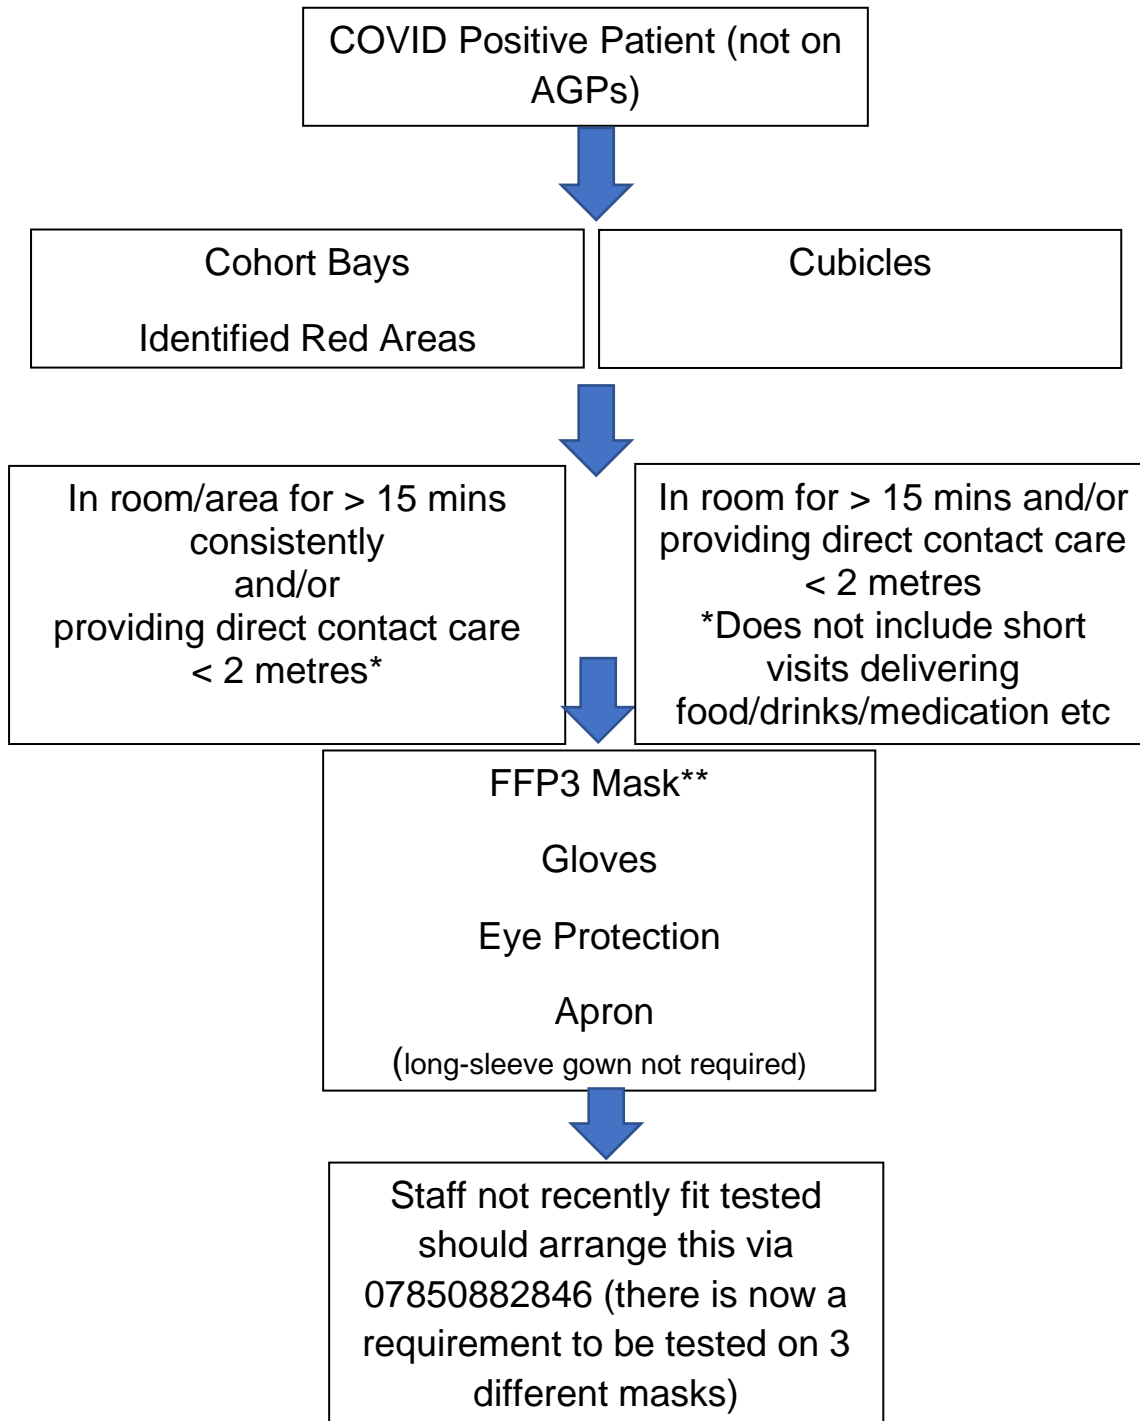 COVID Positive Patient (not on
AGPs)
Cohort Bays
Identified Red Areas
Cubicles
In room/area for > 15 mins
consistently
and/or
providing direct contact care
< 2 metres*
In room for > 15 mins and/or
providing direct contact care
< 2 metres
*Does not include short
visits delivering
food/drinks/medication etc
FFP3 Mask**
Gloves
Eye Protection
Apron
(long-sleeve gown not required)
Staff not recently fit tested
should arrange this via
07850882846 (there is now a
requirement to be tested on 3
different masks)